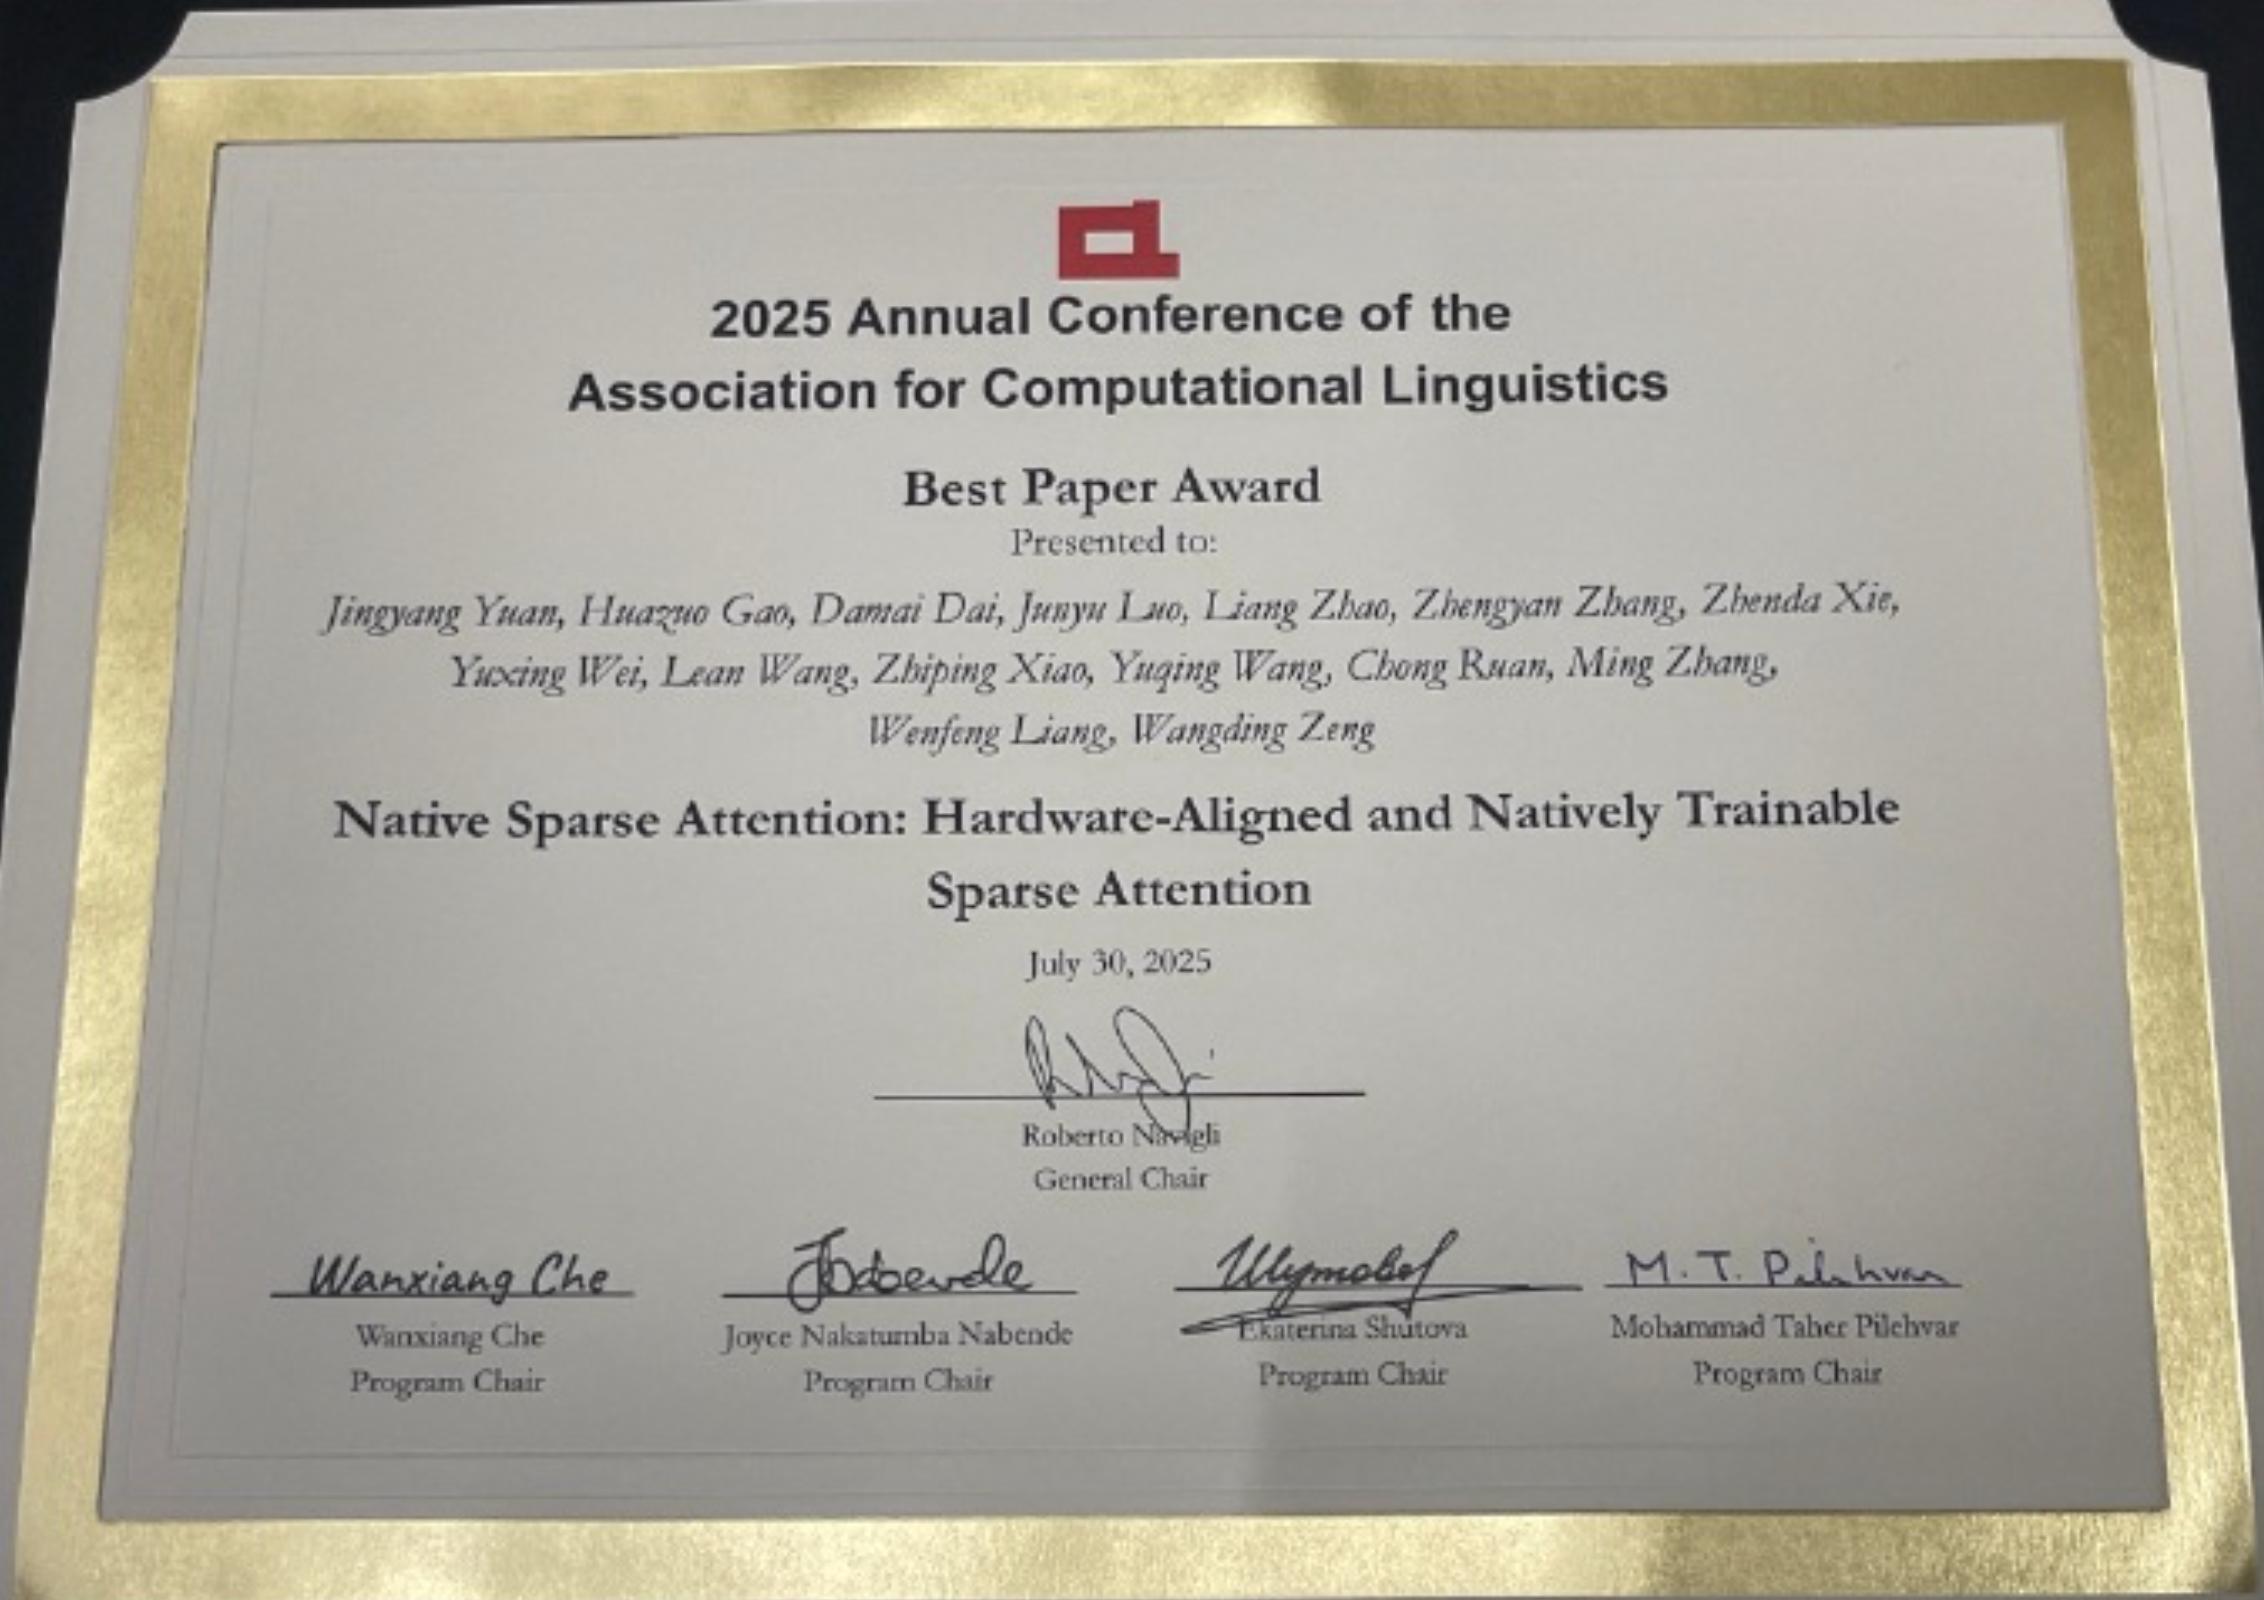 2025 Annual Conference of the
Association for Computational Linguistics
Best Paper Award
Presented to:
Jingyang Yuan, Huazuo Gao, Damai Dai, Junyu Luo, Liang Zhao, Zhengyan Zhang, Zhenda Xie,
Yuxing Wei, Lean Wang, Zhiping Xiao, Yuqing Wang, Chong Ruan, Ming Zhang,
Wenfeng Liang, Wangding Zeng
Native Sparse Attention: Hardware-Aligned and Natively Trainable
Sparse Attention
July 30, 2025
Roberto Navigli
General Chair
Wanxiang Che
M. T. Pilehvar
Wanxiang Che Joyce Nakatumba Nabende Ekaterina Shutova Mohammad Taher Pilehvar
Program Chair Program Chair Program Chair Program Chair